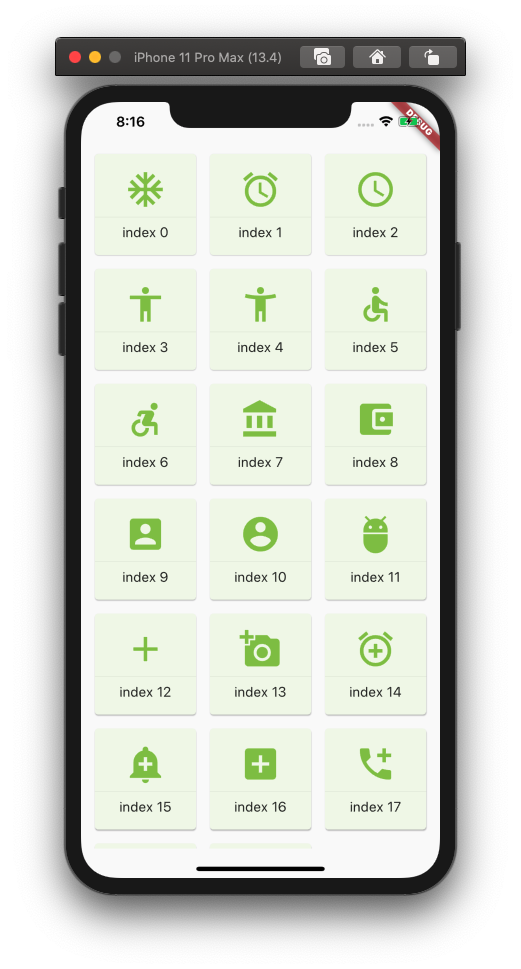 iPhone 11 Pro Max (13.4)
8:16
DEBUG
index 0
index 1
index 2
index 3
index 4
index 5
index 6
index 7
index 8
index 9
index 10
index 11
index 12
index 13
index 14
index 15
index 16
index 17